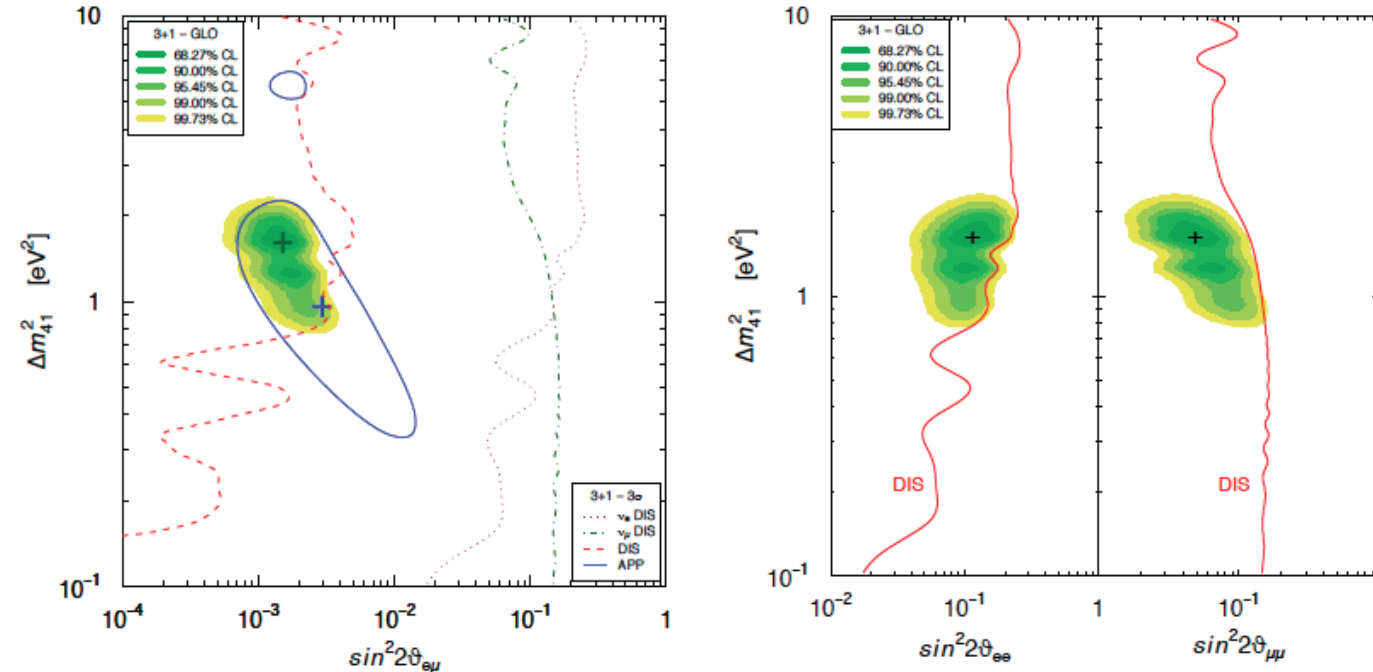 3+1 – GLO
68.27% CL
90.00% CL
95.45% CL
99.00% CL
99.73% CL
3+1 – 3σ
νe DIS
νμ DIS
DIS
APP
10
1
10⁻¹
Δm²₄₁ [eV²]
10⁻⁴ 10⁻³ 10⁻² 10⁻¹ 1
sin²2ϑeμ
3+1 – GLO
68.27% CL
90.00% CL
95.45% CL
99.00% CL
99.73% CL
DIS
DIS
10
1
10⁻¹
Δm²₄₁ [eV²]
10⁻² 10⁻¹ 1 10⁻¹
sin²2ϑee
sin²2ϑμμ